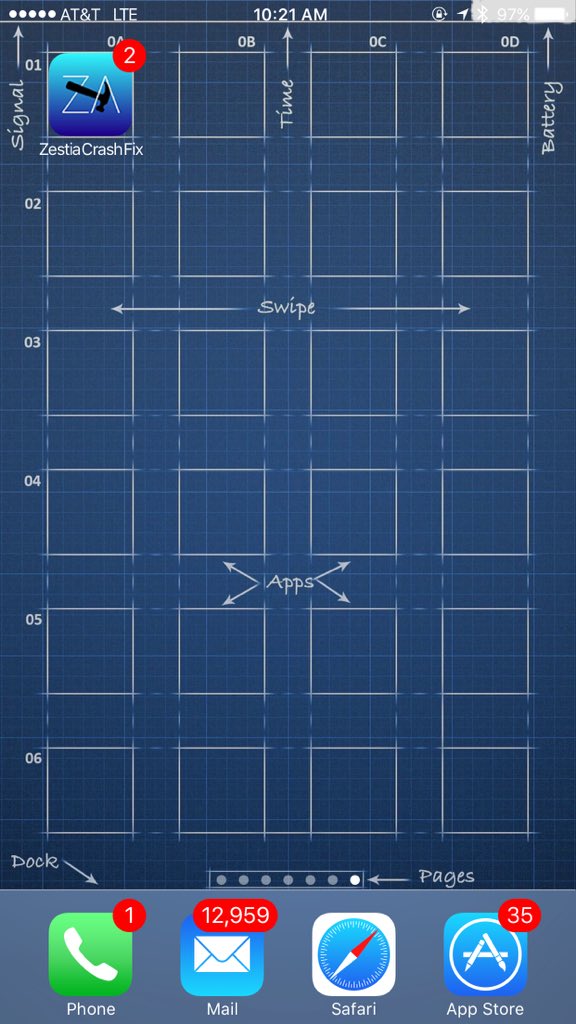 AT&T LTE 10:21 AM 97%
0A 0B 0C 0D
Signal
Time
Battery
01
2
ZA
ZestiaCrashFix
02
Swipe
03
04
Apps
05
06
Dock
Pages
1 12,959 35
Phone Mail Safari App Store